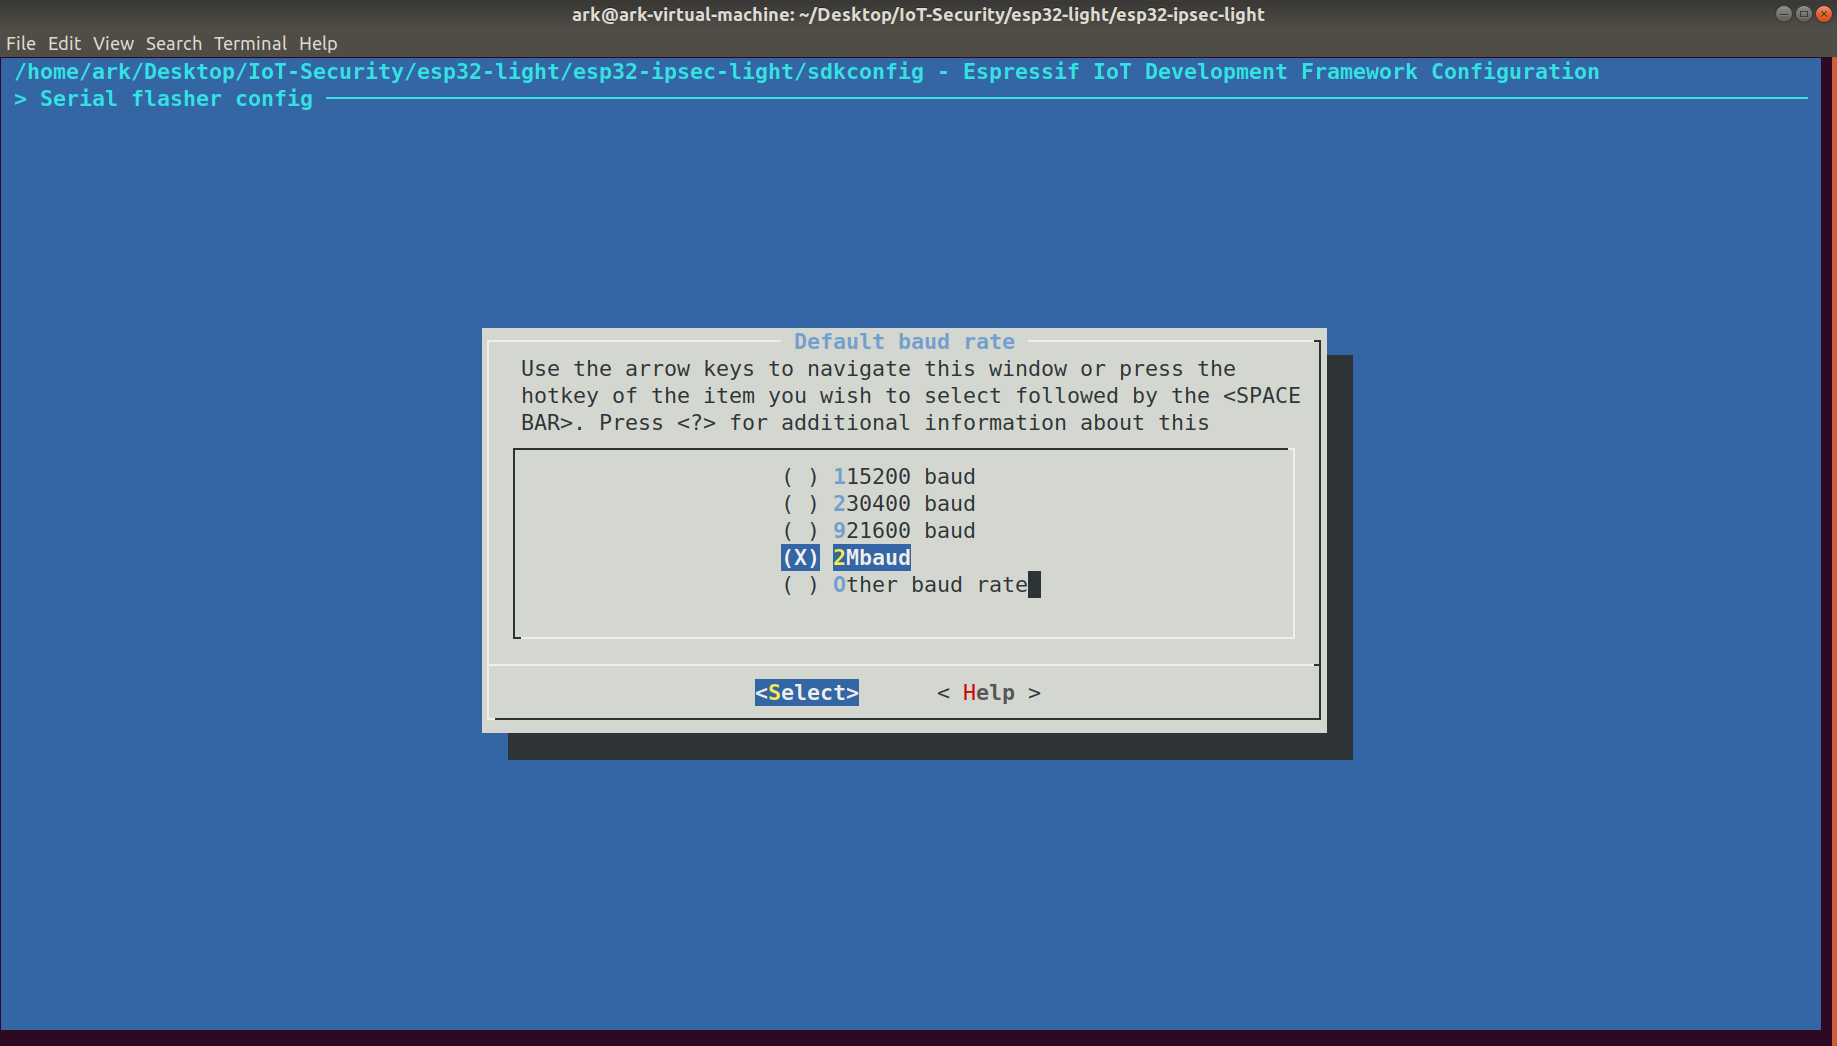 ark@ark-virtual-machine: ~/Desktop/IoT-Security/esp32-light/esp32-ipsec-light
File Edit View Search Terminal Help
/home/ark/Desktop/IoT-Security/esp32-light/esp32-ipsec-light/sdkconfig - Espressif IoT Development Framework Configuration
> Serial flasher config
Default baud rate
Use the arrow keys to navigate this window or press the
hotkey of the item you wish to select followed by the <SPACE
BAR>. Press <?> for additional information about this
( ) 115200 baud
( ) 230400 baud
( ) 921600 baud
(X) 2Mbaud
( ) Other baud rate
<Select> < Help >